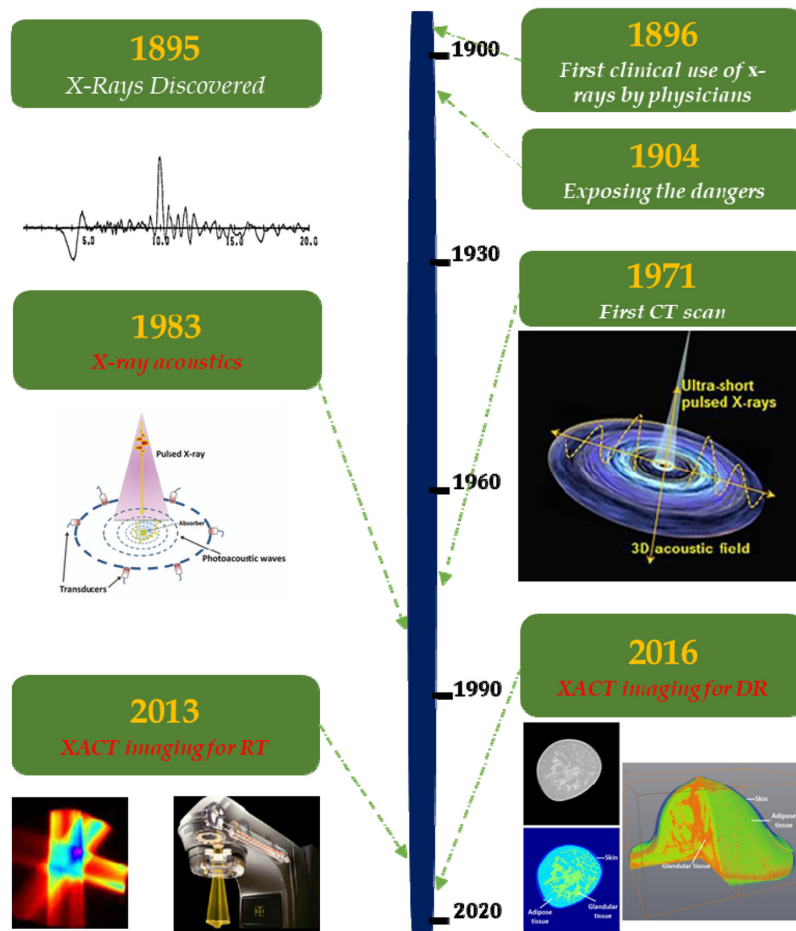 1895
X-Rays Discovered
1896
First clinical use of x-
rays by physicians
1900
1904
Exposing the dangers
5.0
10.0
15.0
20.0
1930
1971
First CT scan
1983
X-ray acoustics
Ultra-short
pulsed X-rays
3D acoustic field
Pulsed X-ray
Absorber
Photoacoustic waves
Transducers
1960
2016
XACT imaging for DR
1990
2013
XACT imaging for RT
Skin
Adipose
tissue
Glandular
tissue
Skin
Adipose
tissue
Glandular
tissue
2020